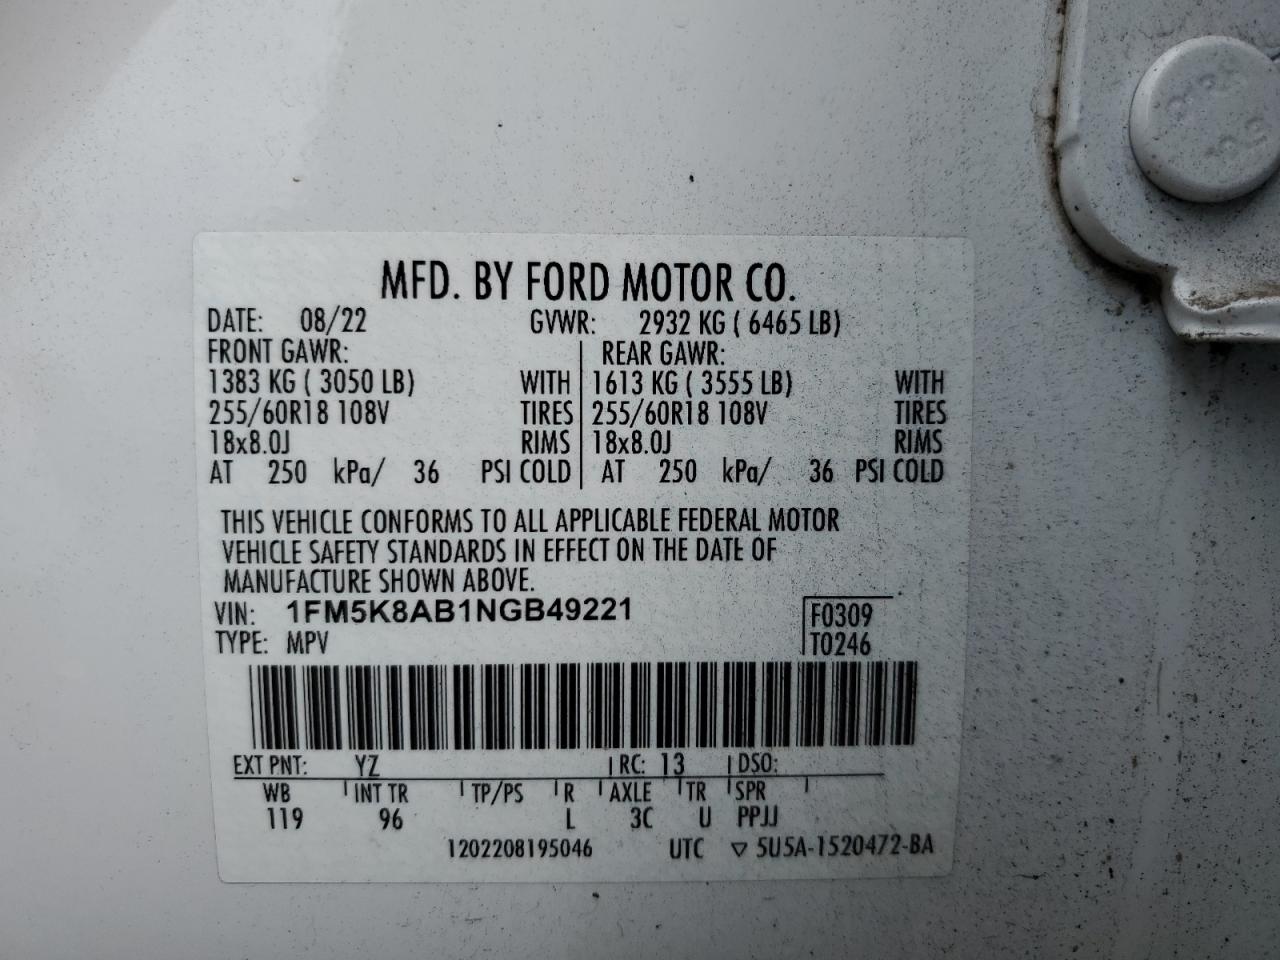 MFD. BY FORD MOTOR CO.
DATE: 08/22 GVWR: 2932 KG ( 6465 LB)
FRONT GAWR: REAR GAWR:
1383 KG ( 3050 LB) WITH 1613 KG ( 3555 LB) WITH
255/60R18 108V TIRES 255/60R18 108V TIRES
18x8.0J RIMS 18x8.0J RIMS
AT 250 kPa/ 36 PSI COLD AT 250 kPa/ 36 PSI COLD
THIS VEHICLE CONFORMS TO ALL APPLICABLE FEDERAL MOTOR
VEHICLE SAFETY STANDARDS IN EFFECT ON THE DATE OF
MANUFACTURE SHOWN ABOVE.
VIN: 1FM5K8AB1NGB49221 F0309
TYPE: MPV T0246
EXT PNT: YZ RC: 13 DSO:
WB INT TR TP/PS R AXLE TR SPR
119 96 L 3C U PPJJ
1202208195046 UTC ▽ 5U5A-1520472-BA